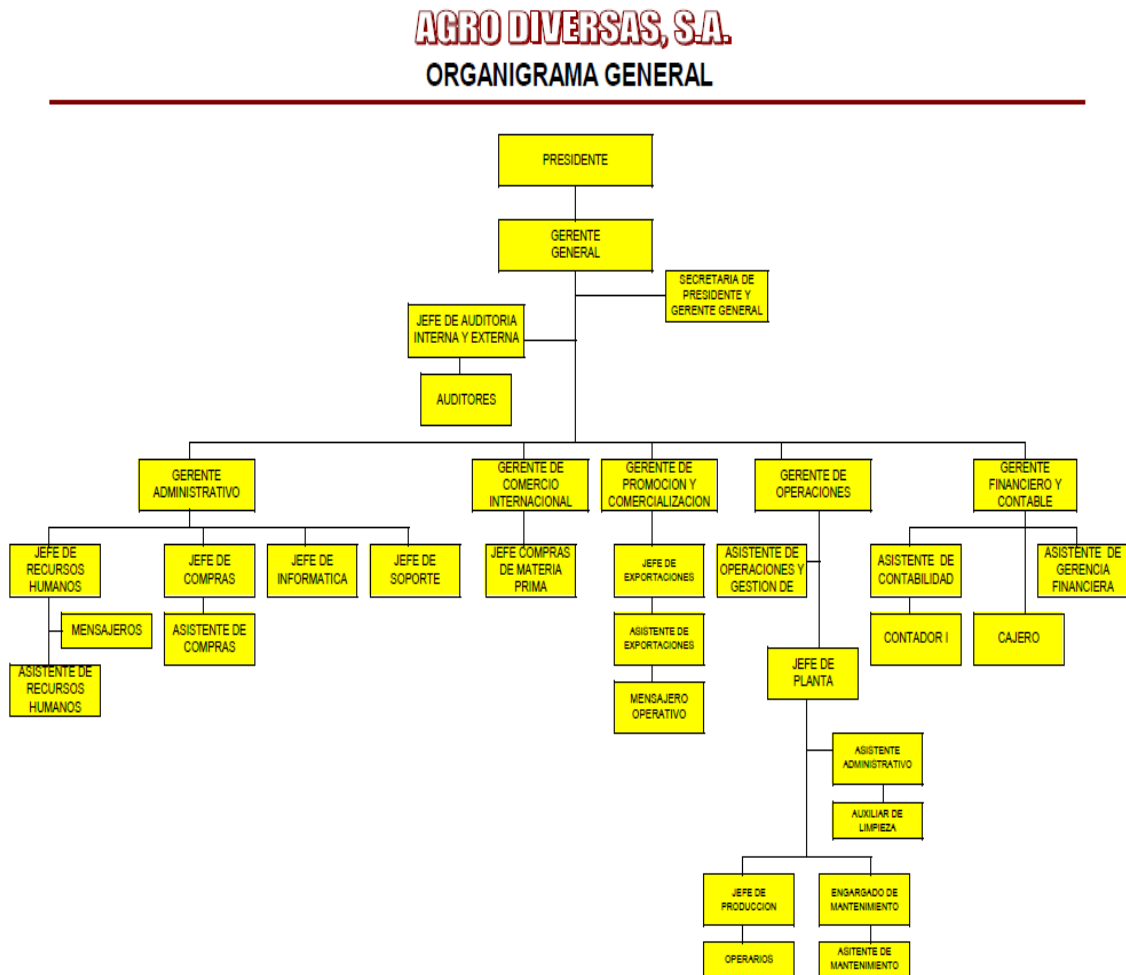 AGRO DIVERSAS, S.A.
ORGANIGRAMA GENERAL
PRESIDENTE
GERENTE
GENERAL
SECRETARIA DE
PRESIDENTE Y
GERENTE GENERAL
JEFE DE AUDITORIA
INTERNA Y EXTERNA
AUDITORES
GERENTE
ADMINISTRATIVO
GERENTE DE
COMERCIO
INTERNACIONAL
GERENTE DE
PROMOCION Y
COMERCIALIZACION
GERENTE DE
OPERACIONES
GERENTE
FINANCIERO Y
CONTABLE
JEFE DE
RECURSOS
HUMANOS
JEFE DE
COMPRAS
JEFE DE
INFORMATICA
JEFE DE
SOPORTE
JEFE COMPRAS
DE MATERIA
PRIMA
JEFE DE
EXPORTACIONES
ASISTENTE DE
OPERACIONES Y
GESTION DE
ASISTENTE DE
CONTABILIDAD
ASISTENTE DE
GERENCIA
FINANCIERA
MENSAJEROS
ASISTENTE DE
COMPRAS
ASISTENTE DE
EXPORTACIONES
CONTADOR I
CAJERO
ASISTENTE DE
RECURSOS
HUMANOS
MENSAJERO
OPERATIVO
JEFE DE
PLANTA
ASISTENTE
ADMINISTRATIVO
AUXILIAR DE
LIMPIEZA
JEFE DE
PRODUCCION
ENGARGADO DE
MANTENIMIENTO
OPERARIOS
ASITENTE DE
MANTENIMIENTO